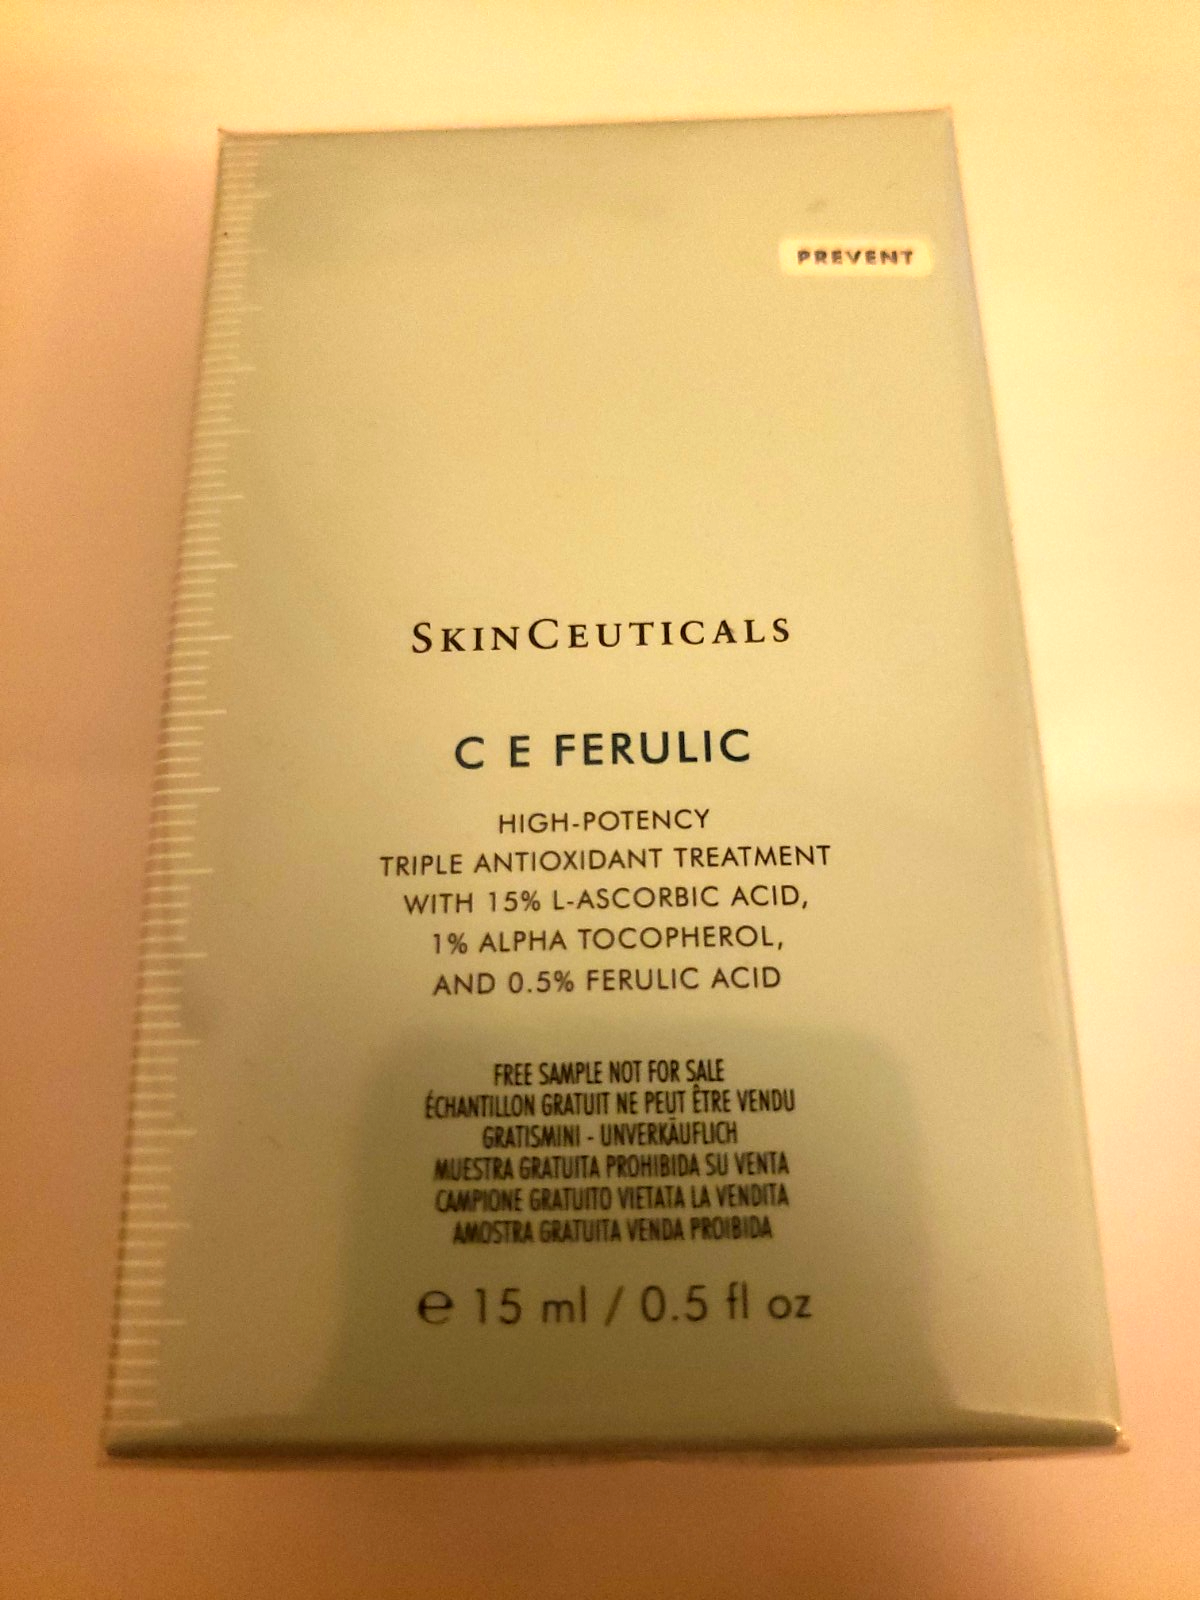 PREVENT
SKINCEUTICALS
C E FERULIC
HIGH-POTENCY
TRIPLE ANTIOXIDANT TREATMENT
WITH 15% L-ASCORBIC ACID,
1% ALPHA TOCOPHEROL,
AND 0.5% FERULIC ACID
FREE SAMPLE NOT FOR SALE
ÉCHANTILLON GRATUIT NE PEUT ÊTRE VENDU
GRATISMINI - UNVERKÄUFLICH
MUESTRA GRATUITA PROHIBIDA SU VENTA
CAMPIONE GRATUITO VIETATA LA VENDITA
AMOSTRA GRATUITA VENDA PROIBIDA
℮ 15 ml / 0.5 fl oz